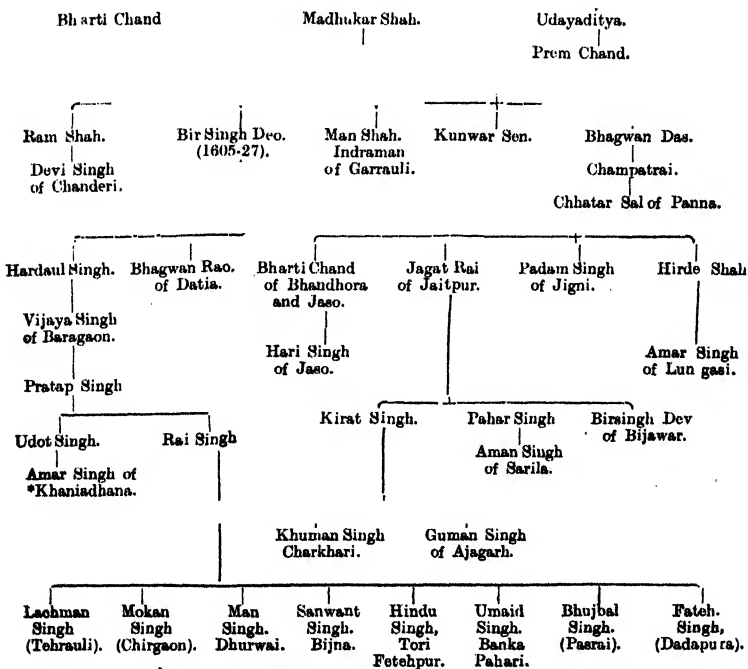 Bharti Chand Madhukar Shah. Udayaditya.
Prem Chand.
Ram Shah. Bir Singh Deo. Man Shah. Kunwar Sen. Bhagwan Das.
(1605-27). Indraman
Devi Singh of Garrauli. Champatrai.
of Chanderi.
Chhatar Sal of Panna.
Hardaul Singh. Bhagwan Rao. Bharti Chand Jagat Rai Padam Singh Hirde Shah
of Datia. of Bhandhora of Jaitpur. of Jigni.
and Jaso.
Vijaya Singh
of Baragaon.
Hari Singh Amar Singh
of Jaso. of Lun gasi.
Pratap Singh
Kirat Singh. Pahar Singh Birsingh Dev
of Bijawar.
Udot Singh. Rai Singh
Aman Singh
of Sarila.
Amar Singh of
*Khaniadhana.
Khuman Singh Guman Singh
Charkhari. of Ajagarh.
Lachman Mokan Man Sanwant Hindu Umaid Bhujbal Fateh.
Singh Singh Singh. Singh. Singh, Singh. Singh. Singh,
(Tehrauli). (Chirgaon). Dhurwai. Bijna. Tori Banka (Pasrai). (Dadapura).
Fetehpur. Pahari.